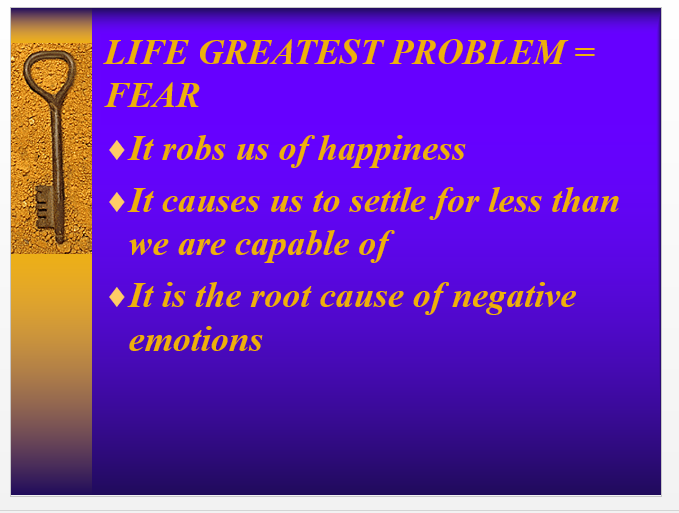 LIFE GREATEST PROBLEM =
FEAR
♦It robs us of happiness
♦It causes us to settle for less than
we are capable of
♦It is the root cause of negative
emotions